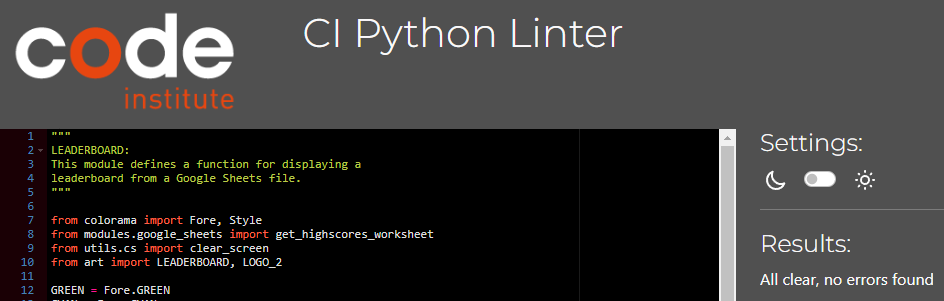 code
institute
CI Python Linter
1 """
2 LEADERBOARD:
3 This module defines a function for displaying a
4 leaderboard from a Google Sheets file.
5 """
6
7 from colorama import Fore, Style
8 from modules.google_sheets import get_highscores_worksheet
9 from utils.cs import clear_screen
10 from art import LEADERBOARD, LOGO_2
11
12 GREEN = Fore.GREEN
Settings:
Results:
All clear, no errors found